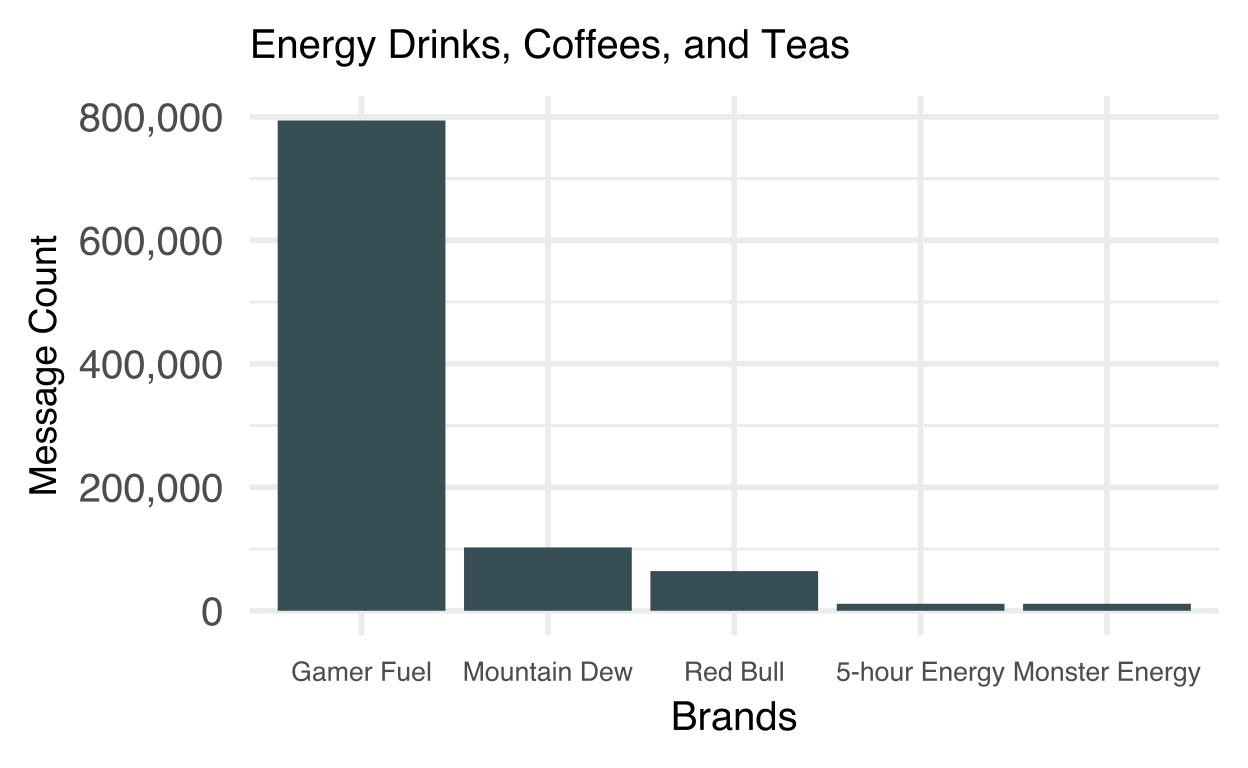 Energy Drinks, Coffees, and Teas
Message Count
800,000
600,000
400,000
200,000
0
Gamer Fuel
Mountain Dew
Red Bull
5-hour Energy
Monster Energy
Brands